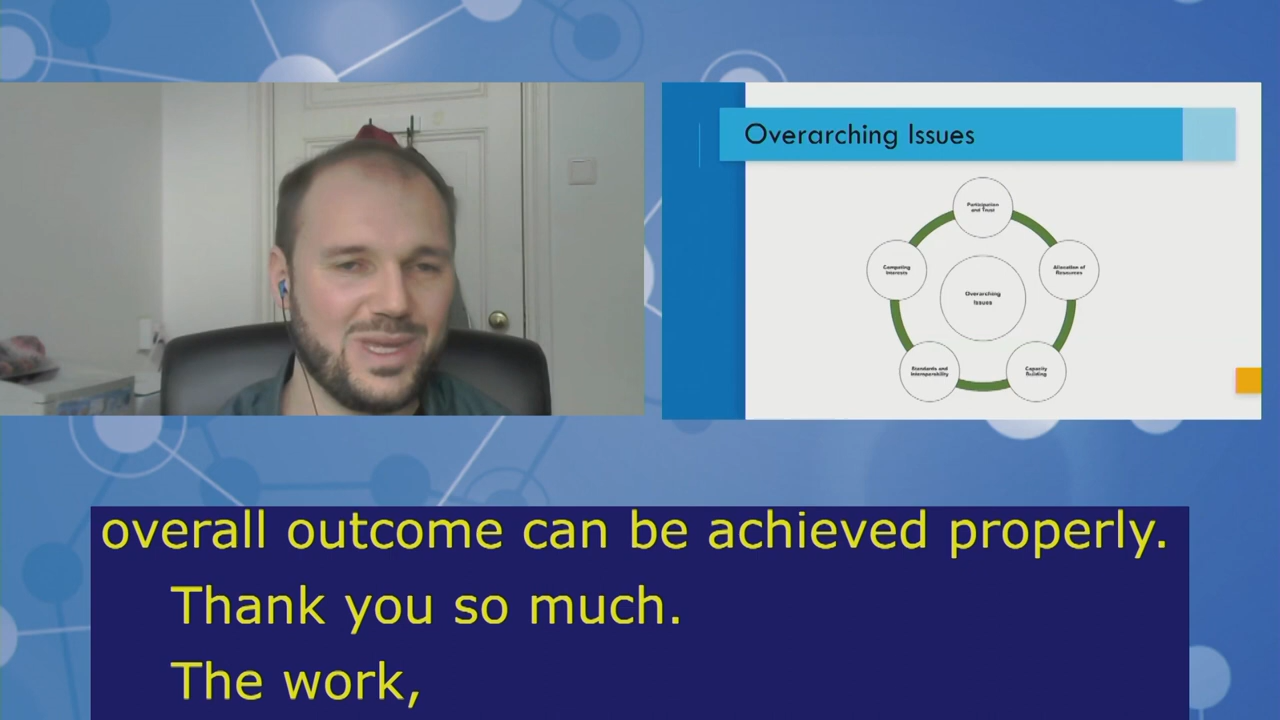 Overarching Issues
Participation
and Trust
Competing
Interests
Allocation of
Resources
Overarching
Issues
Standards and
Interoperability
Capacity
Building
overall outcome can be achieved properly.
Thank you so much.
The work,